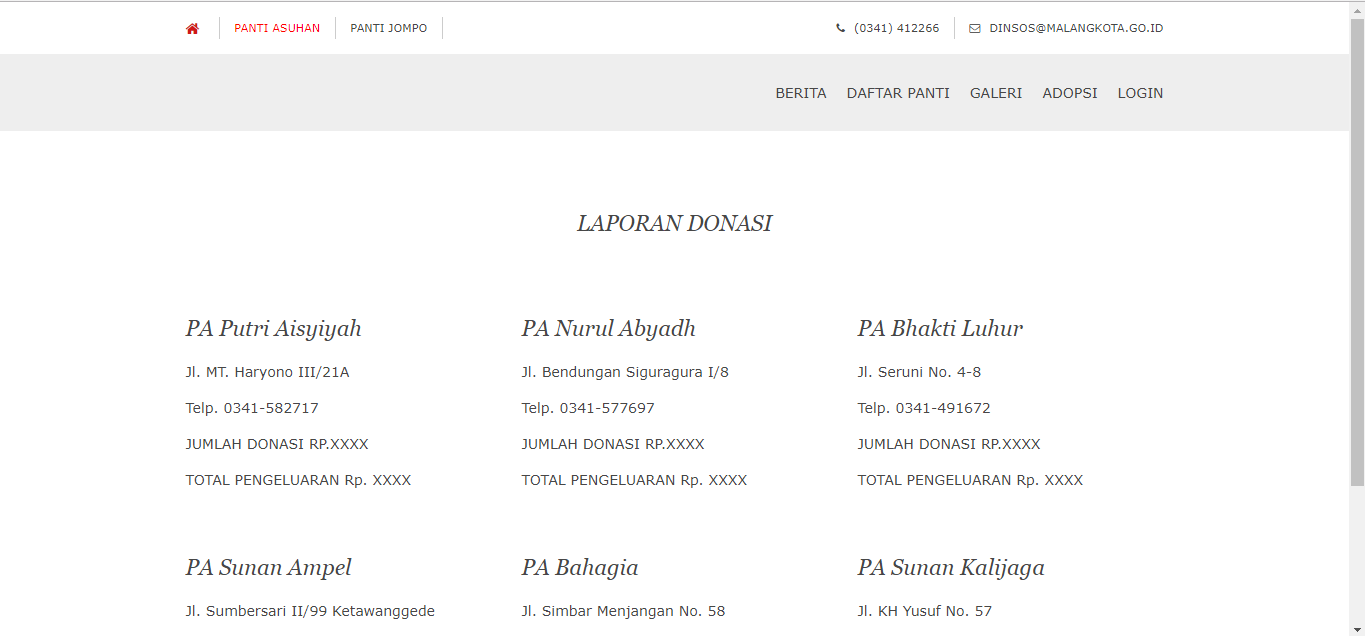 PANTI ASUHAN
PANTI JOMPO
(0341) 412266
DINSOS@MALANGKOTA.GO.ID
BERITA
DAFTAR PANTI
GALERI
ADOPSI
LOGIN
LAPORAN DONASI
PA Putri Aisyiyah
Jl. MT. Haryono III/21A
Telp. 0341-582717
JUMLAH DONASI RP.XXXX
TOTAL PENGELUARAN Rp. XXXX
PA Nurul Abyadh
Jl. Bendungan Siguragura I/8
Telp. 0341-577697
JUMLAH DONASI RP.XXXX
TOTAL PENGELUARAN Rp. XXXX
PA Bhakti Luhur
Jl. Seruni No. 4-8
Telp. 0341-491672
JUMLAH DONASI RP.XXXX
TOTAL PENGELUARAN Rp. XXXX
PA Sunan Ampel
Jl. Sumbersari II/99 Ketawanggede
PA Bahagia
Jl. Simbar Menjangan No. 58
PA Sunan Kalijaga
Jl. KH Yusuf No. 57